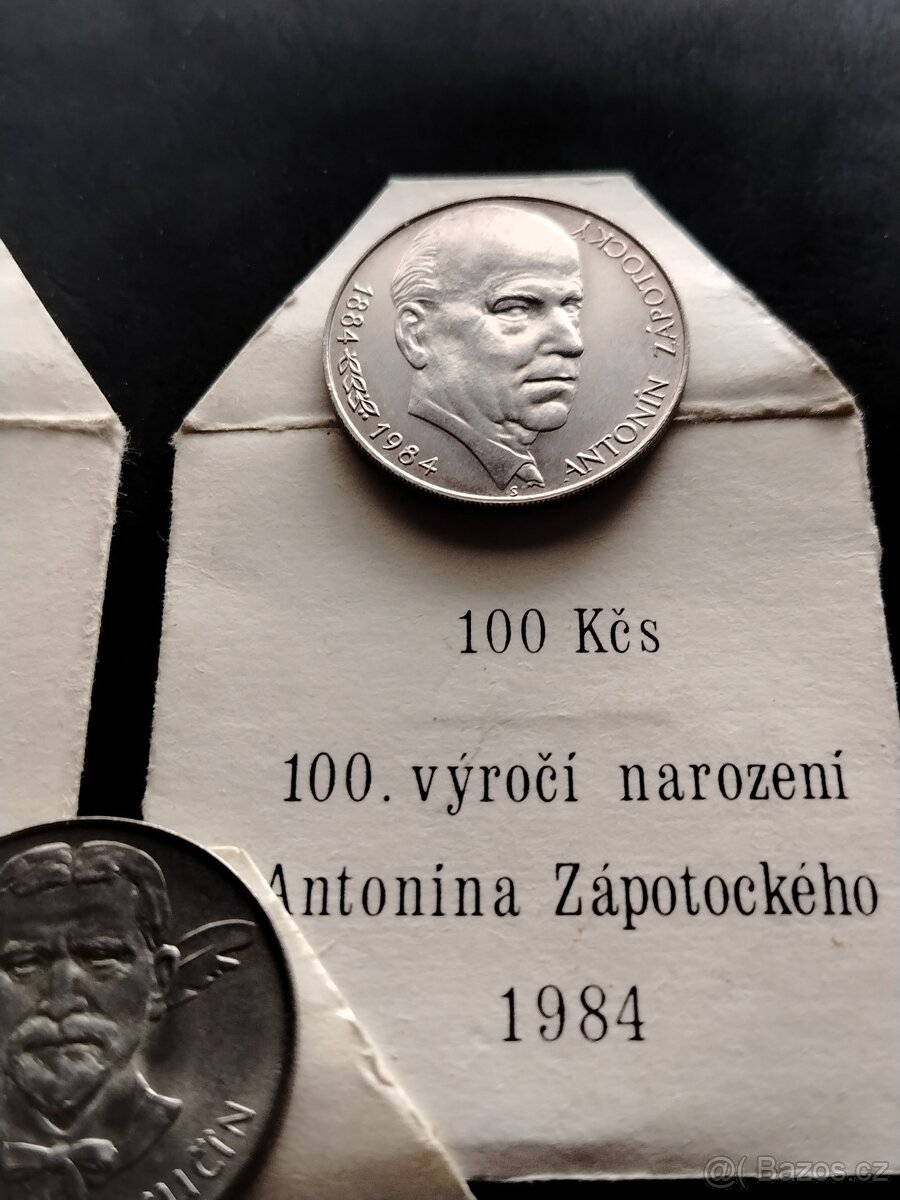 1884
1984
ANTONÍN ZÁPOTOCKÝ
S
100 Kčs
100. výročí narození
Antonína Zápotockého
1984
@( Bazos.cz